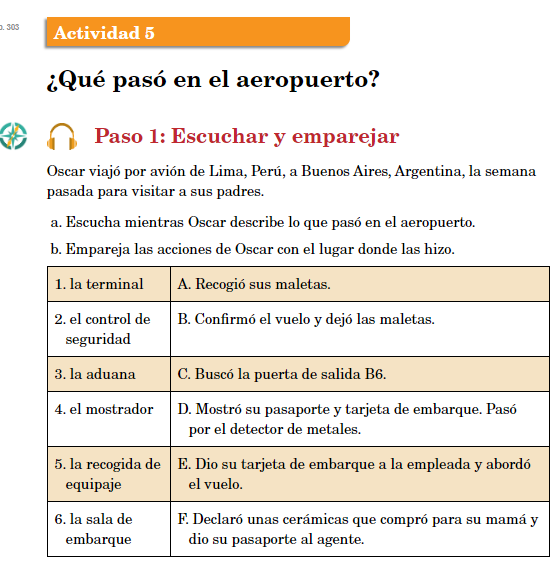 p. 303
Actividad 5
¿Qué pasó en el aeropuerto?
Paso 1: Escuchar y emparejar
Oscar viajó por avión de Lima, Perú, a Buenos Aires, Argentina, la semana
pasada para visitar a sus padres.
a. Escucha mientras Oscar describe lo que pasó en el aeropuerto.
b. Empareja las acciones de Oscar con el lugar donde las hizo.
1. la terminal
A. Recogió sus maletas.
2. el control de
seguridad
B. Confirmó el vuelo y dejó las maletas.
3. la aduana
C. Buscó la puerta de salida B6.
4. el mostrador
D. Mostró su pasaporte y tarjeta de embarque. Pasó
por el detector de metales.
5. la recogida de
equipaje
E. Dio su tarjeta de embarque a la empleada y abordó
el vuelo.
6. la sala de
embarque
F. Declaró unas cerámicas que compró para su mamá y
dio su pasaporte al agente.